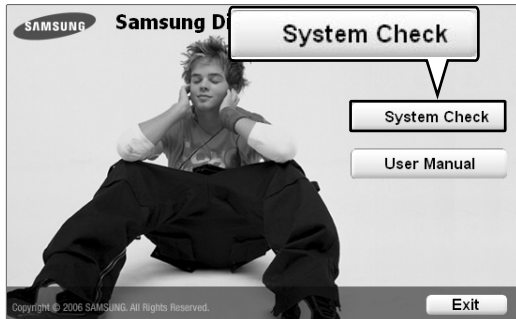 SAMSUNG
Samsung Di
System Check
System Check
User Manual
Copyright © 2006 SAMSUNG. All Rights Reserved.
Exit